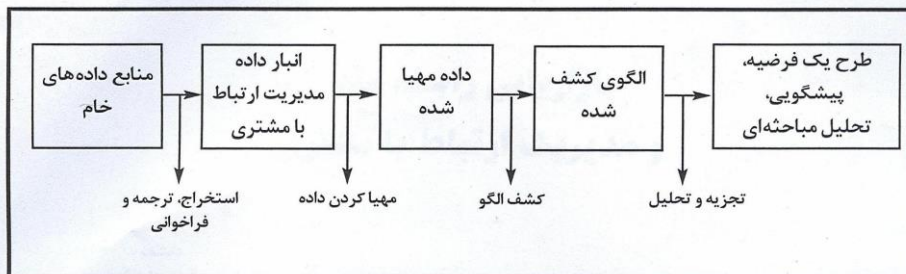 منابع داده‌های
خام
انبار داده
مدیریت ارتباط
با مشتری
داده مهیا
شده
الگوی کشف
شده
طرح یک فرضیه،
پیشگویی،
تحلیل مباحثه‌ای
استخراج، ترجمه و
فراخوانی
مهیا کردن داده
کشف الگو
تجزیه و تحلیل